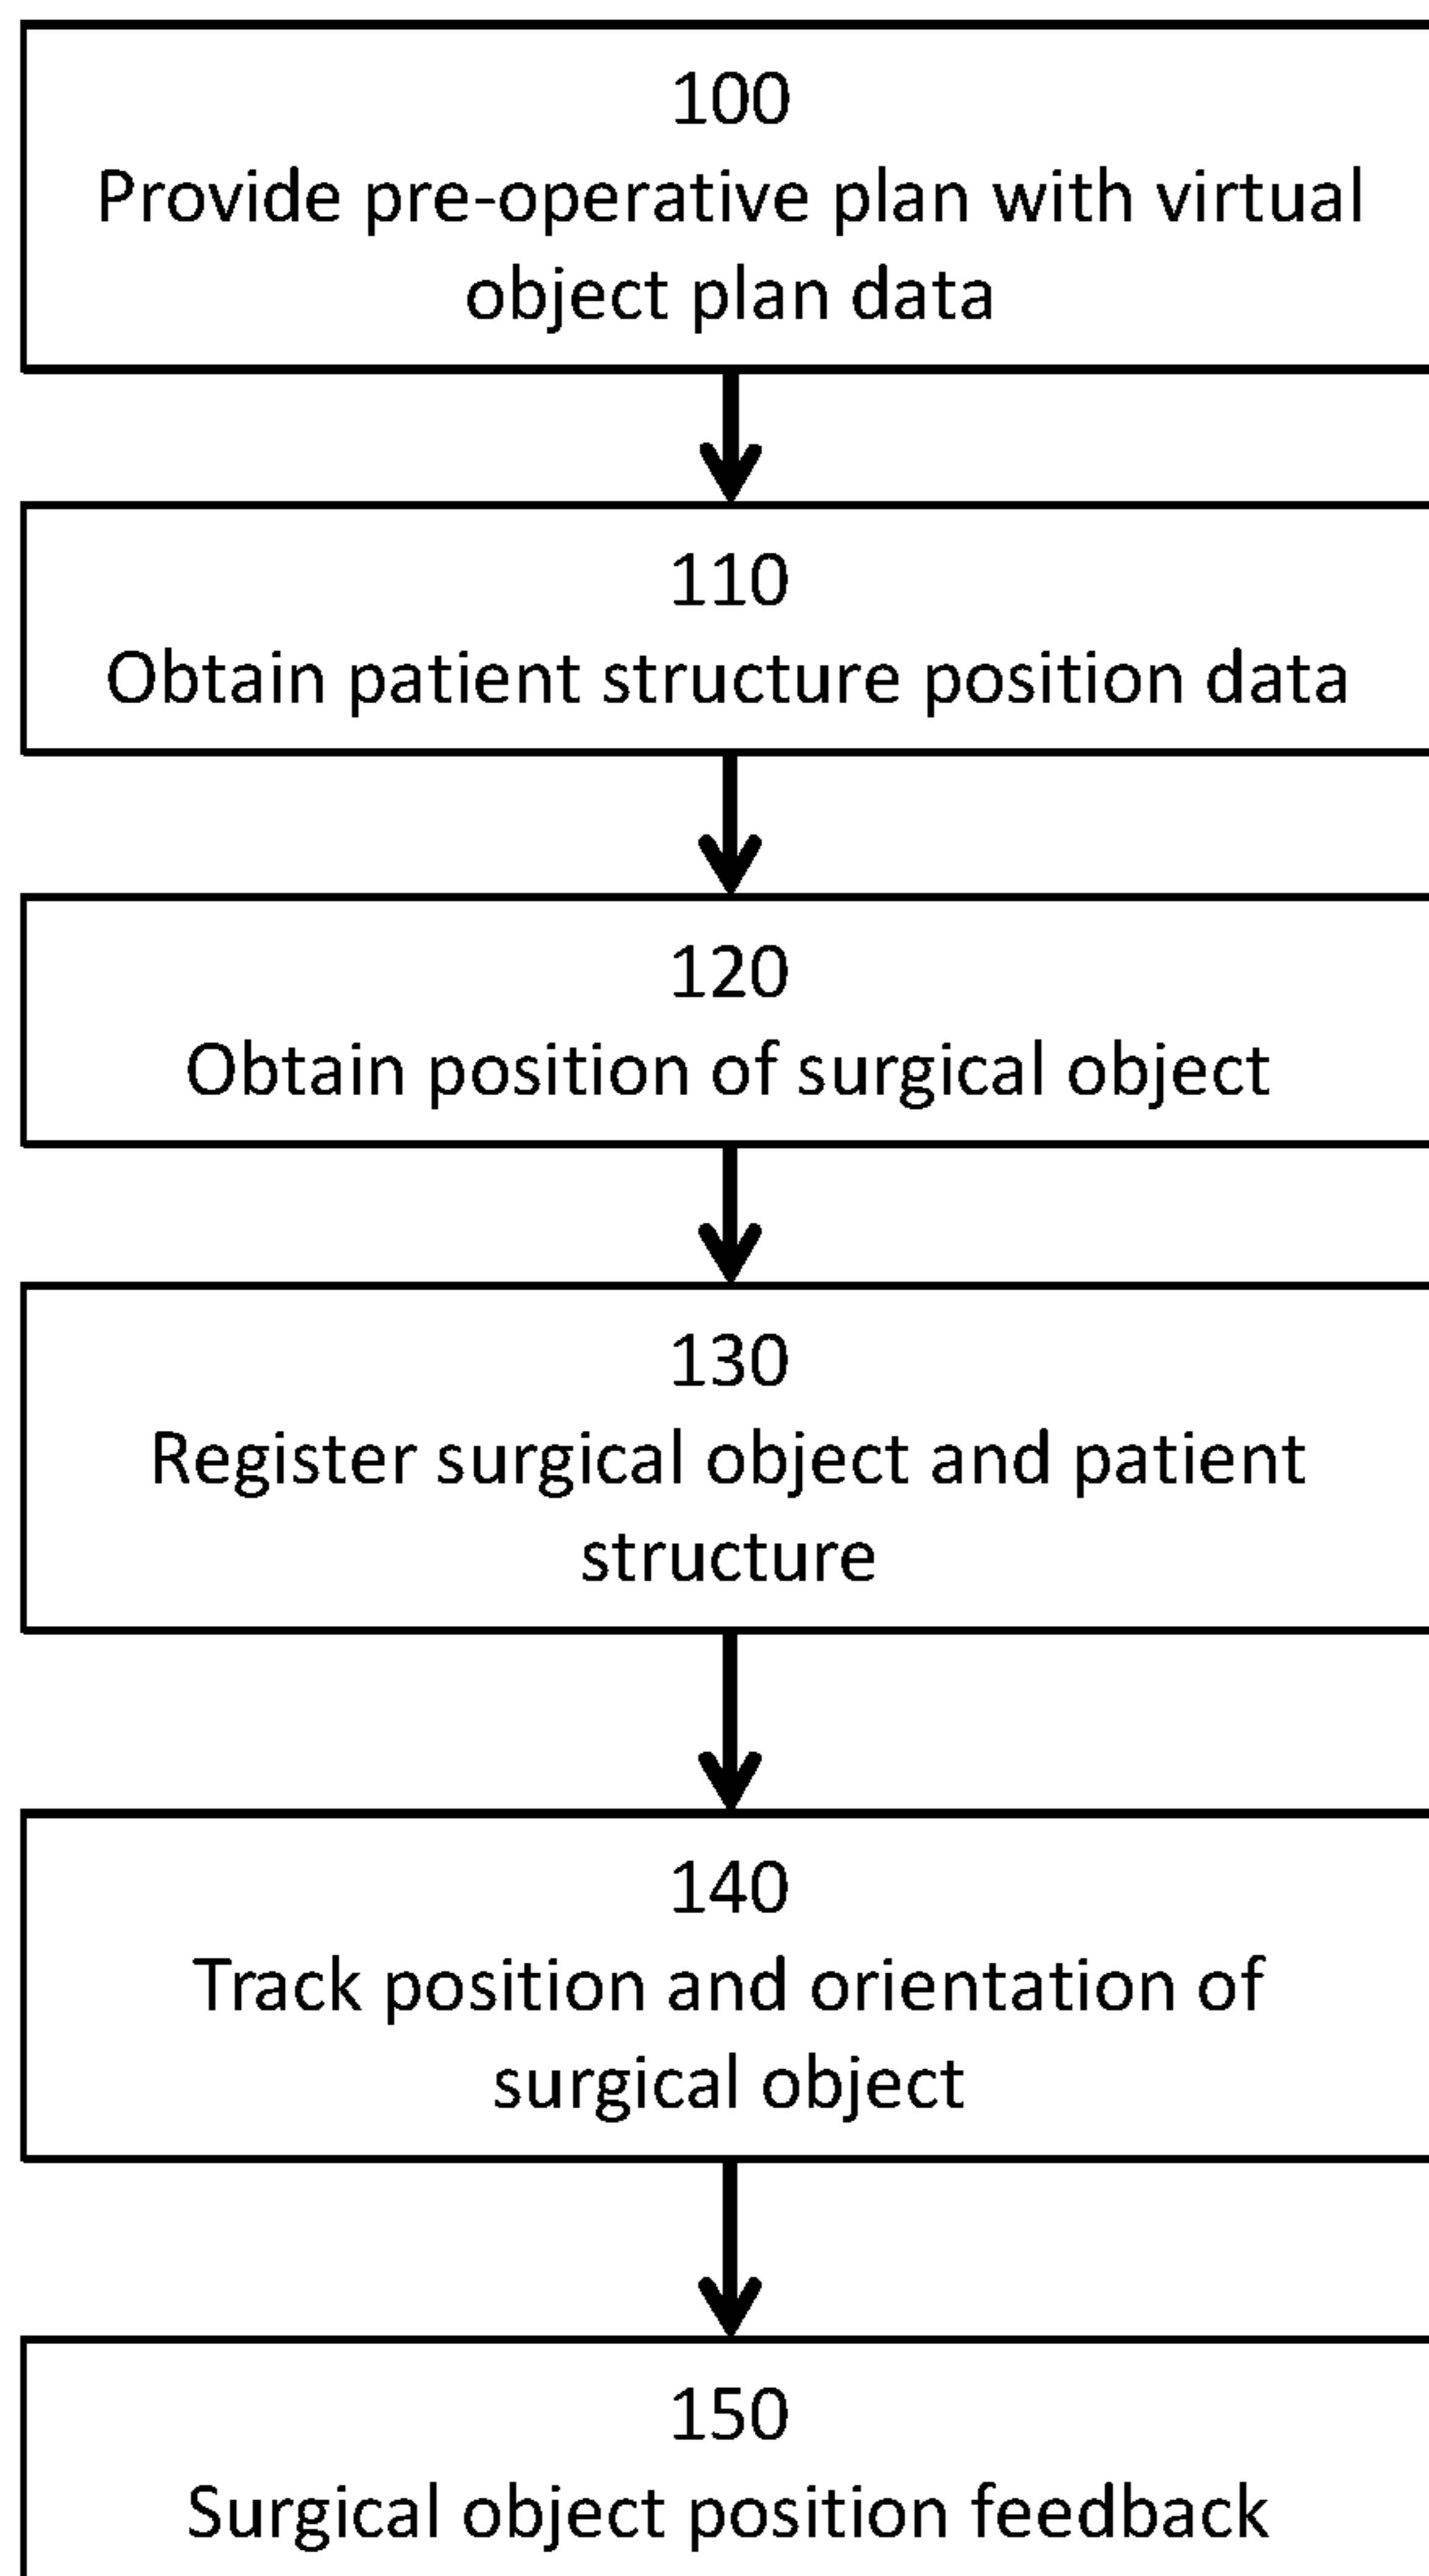 100
Provide pre-operative plan with virtual
object plan data
110
Obtain patient structure position data
120
Obtain position of surgical object
130
Register surgical object and patient
structure
140
Track position and orientation of
surgical object
150
Surgical object position feedback